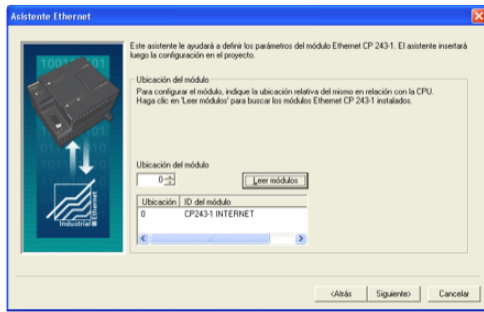 Asistente Ethernet
Este asistente le ayudará a definir los parámetros del módulo Ethernet CP 243-1. El asistente insertará
luego la configuración en el proyecto.
Ubicación del módulo
Para configurar el módulo, indique la ubicación relativa del mismo en relación con la CPU.
Haga clic en 'Leer módulos' para buscar los módulos Ethernet CP 243-1 instalados.
Ubicación del módulo
0
Leer módulos
Ubicación ID del módulo
0 CP243-1 INTERNET
Industrial Ethernet
<Atrás Siguiente> Cancelar